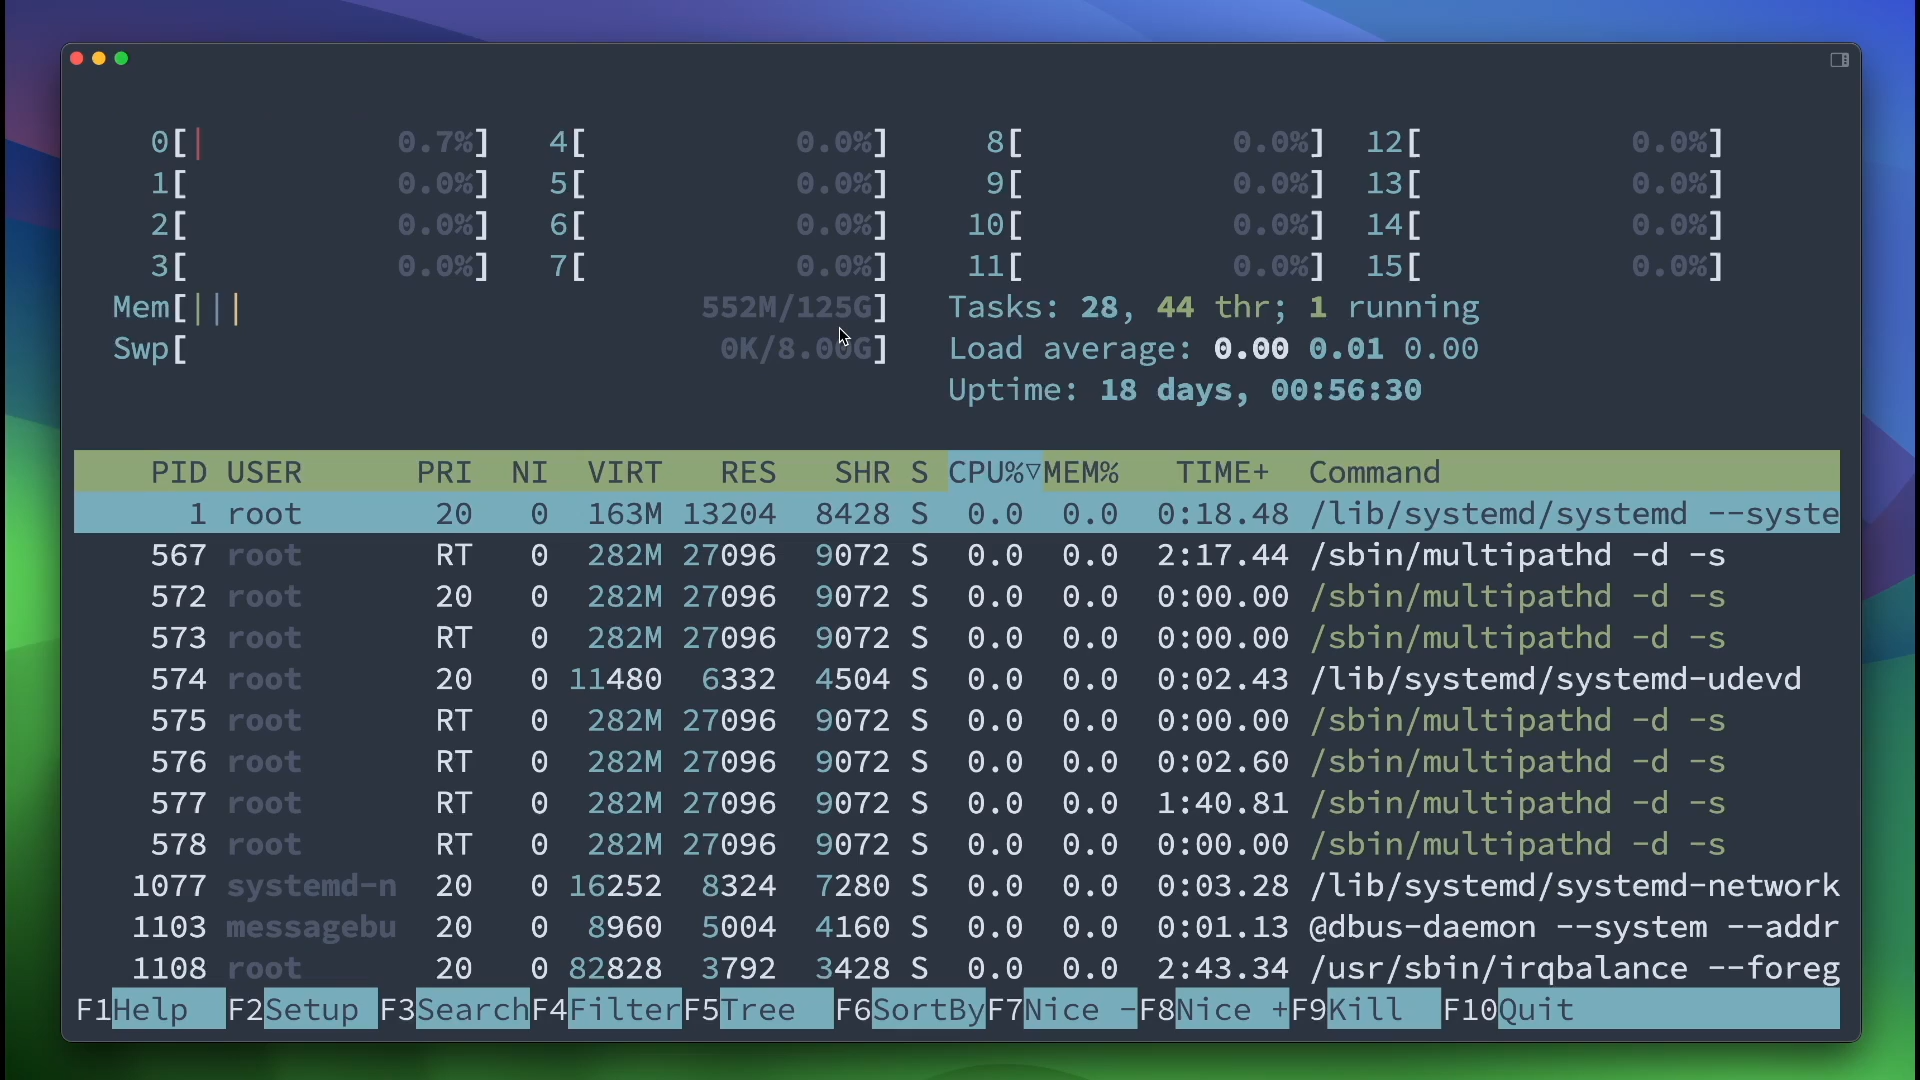 0[| 0.7%] 4[ 0.0%] 8[ 0.0%] 12[ 0.0%]
1[ 0.0%] 5[ 0.0%] 9[ 0.0%] 13[ 0.0%]
2[ 0.0%] 6[ 0.0%] 10[ 0.0%] 14[ 0.0%]
3[ 0.0%] 7[ 0.0%] 11[ 0.0%] 15[ 0.0%]
Mem[||| 552M/125G] Tasks: 28, 44 thr; 1 running
Swp[ 0K/8.00G] Load average: 0.00 0.01 0.00
Uptime: 18 days, 00:56:30
PID USER PRI NI VIRT RES SHR S CPU%▽MEM% TIME+ Command
1 root 20 0 163M 13204 8428 S 0.0 0.0 0:18.48 /lib/systemd/systemd --syste
567 root RT 0 282M 27096 9072 S 0.0 0.0 2:17.44 /sbin/multipathd -d -s
572 root 20 0 282M 27096 9072 S 0.0 0.0 0:00.00 /sbin/multipathd -d -s
573 root RT 0 282M 27096 9072 S 0.0 0.0 0:00.00 /sbin/multipathd -d -s
574 root 20 0 11480 6332 4504 S 0.0 0.0 0:02.43 /lib/systemd/systemd-udevd
575 root RT 0 282M 27096 9072 S 0.0 0.0 0:00.00 /sbin/multipathd -d -s
576 root RT 0 282M 27096 9072 S 0.0 0.0 0:02.60 /sbin/multipathd -d -s
577 root RT 0 282M 27096 9072 S 0.0 0.0 1:40.81 /sbin/multipathd -d -s
578 root RT 0 282M 27096 9072 S 0.0 0.0 0:00.00 /sbin/multipathd -d -s
1077 systemd-n 20 0 16252 8324 7280 S 0.0 0.0 0:03.28 /lib/systemd/systemd-network
1103 messagebu 20 0 8960 5004 4160 S 0.0 0.0 0:01.13 @dbus-daemon --system --addr
1108 root 20 0 82828 3792 3428 S 0.0 0.0 2:43.34 /usr/sbin/irqbalance --foreg
F1Help F2Setup F3SearchF4FilterF5Tree F6SortByF7Nice -F8Nice +F9Kill F10Quit